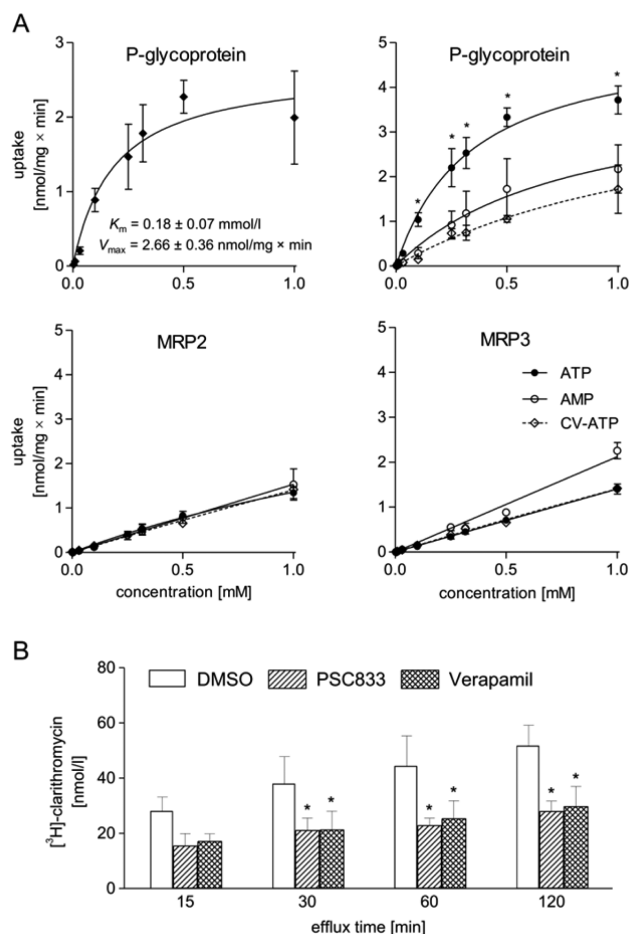 A
P-glycoprotein
uptake
[nmol/mg × min]
3
2
1
0
Km = 0.18 ± 0.07 mmol/l
Vmax = 2.66 ± 0.36 nmol/mg × min
0.0
0.5
1.0
P-glycoprotein
5
4
3
2
1
0
*
*
*
*
*
0.0
0.5
1.0
MRP2
uptake
[nmol/mg × min]
5
4
3
2
1
0
0.0
0.5
1.0
concentration [mM]
MRP3
5
4
3
2
1
0
ATP
AMP
CV-ATP
0.0
0.5
1.0
concentration [mM]
B
80
60
40
20
0
[³H]-clarithromycin
[nmol/l]
DMSO
PSC833
Verapamil
* *
* *
* *
15
30
60
120
efflux time [min]